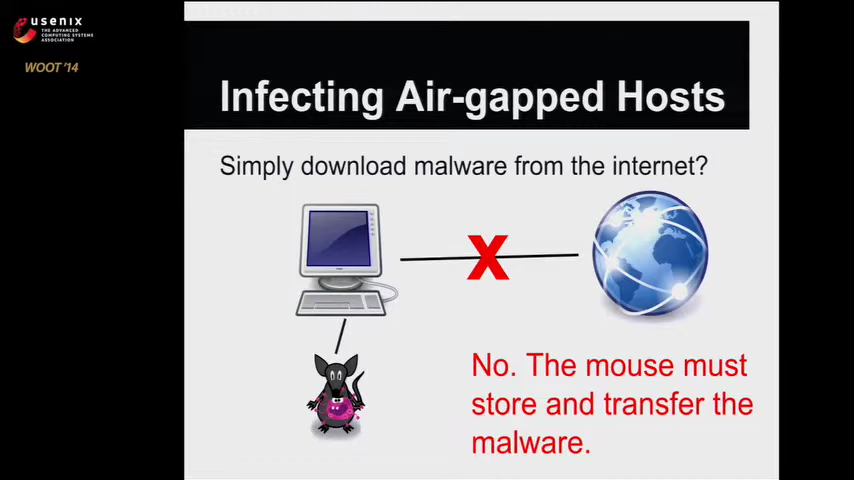 usenix
THE ADVANCED
COMPUTING SYSTEMS
ASSOCIATION
WOOT '14
Infecting Air-gapped Hosts
Simply download malware from the internet?
X
No. The mouse must
store and transfer the
malware.